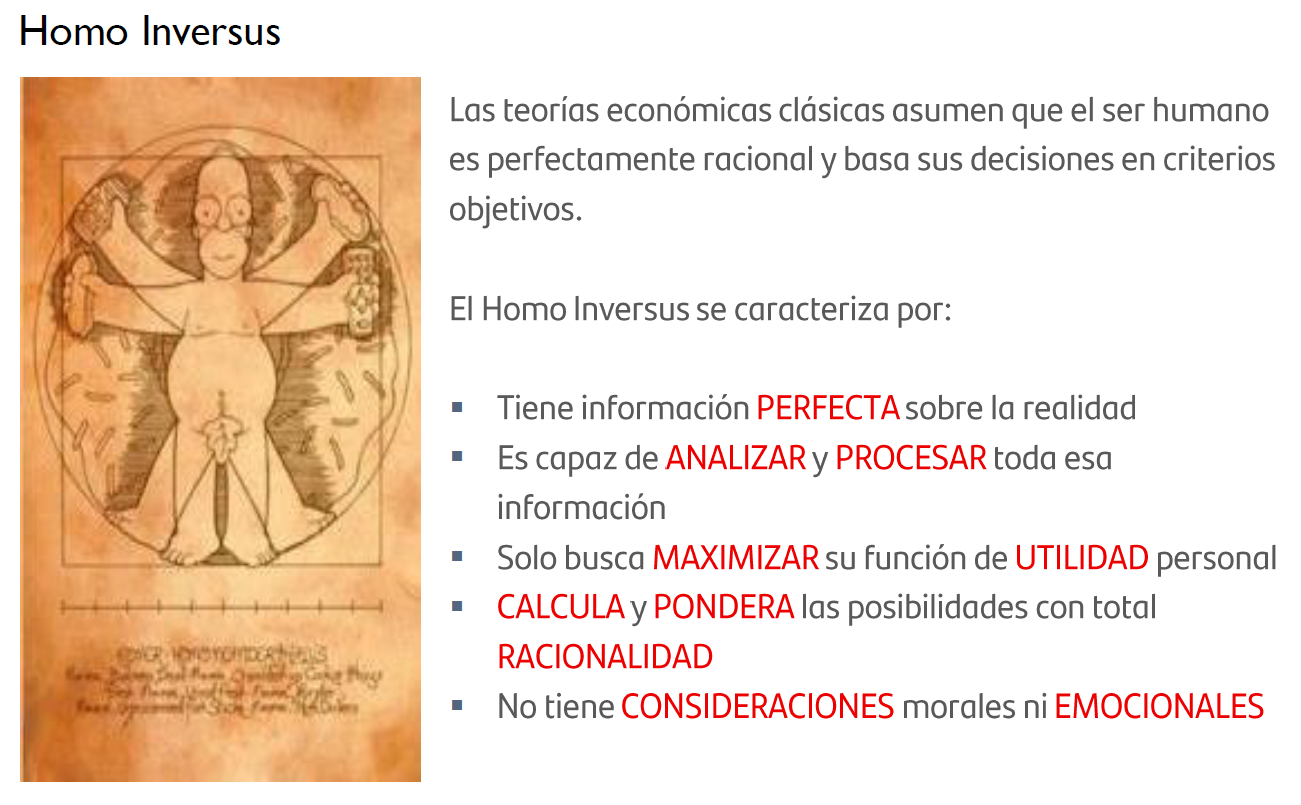 Homo Inversus
Las teorías económicas clásicas asumen que el ser humano
es perfectamente racional y basa sus decisiones en criterios
objetivos.
El Homo Inversus se caracteriza por:
▪ Tiene información PERFECTA sobre la realidad
▪ Es capaz de ANALIZAR y PROCESAR toda esa
información
▪ Solo busca MAXIMIZAR su función de UTILIDAD personal
▪ CALCULA y PONDERA las posibilidades con total
RACIONALIDAD
▪ No tiene CONSIDERACIONES morales ni EMOCIONALES